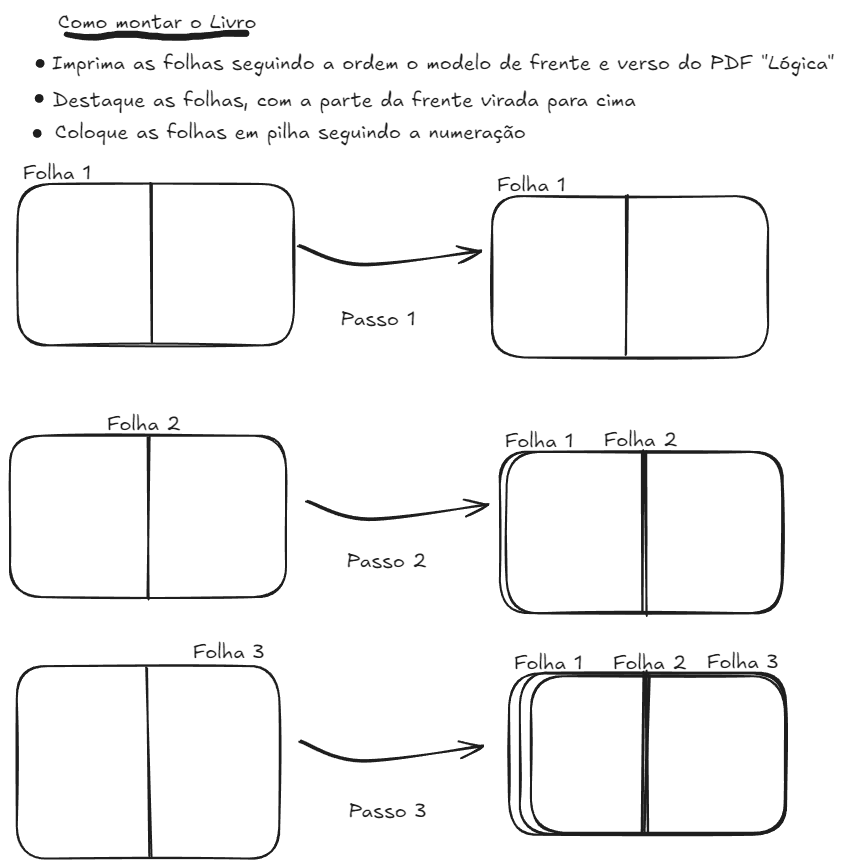 Como montar o Livro
• Imprima as folhas seguindo a ordem o modelo de frente e verso do PDF "Lógica"
• Destaque as folhas, com a parte da frente virada para cima
• Coloque as folhas em pilha seguindo a numeração
Folha 1
Folha 1
Passo 1
Folha 2
Folha 1 Folha 2
Passo 2
Folha 3
Folha 1 Folha 2 Folha 3
Passo 3